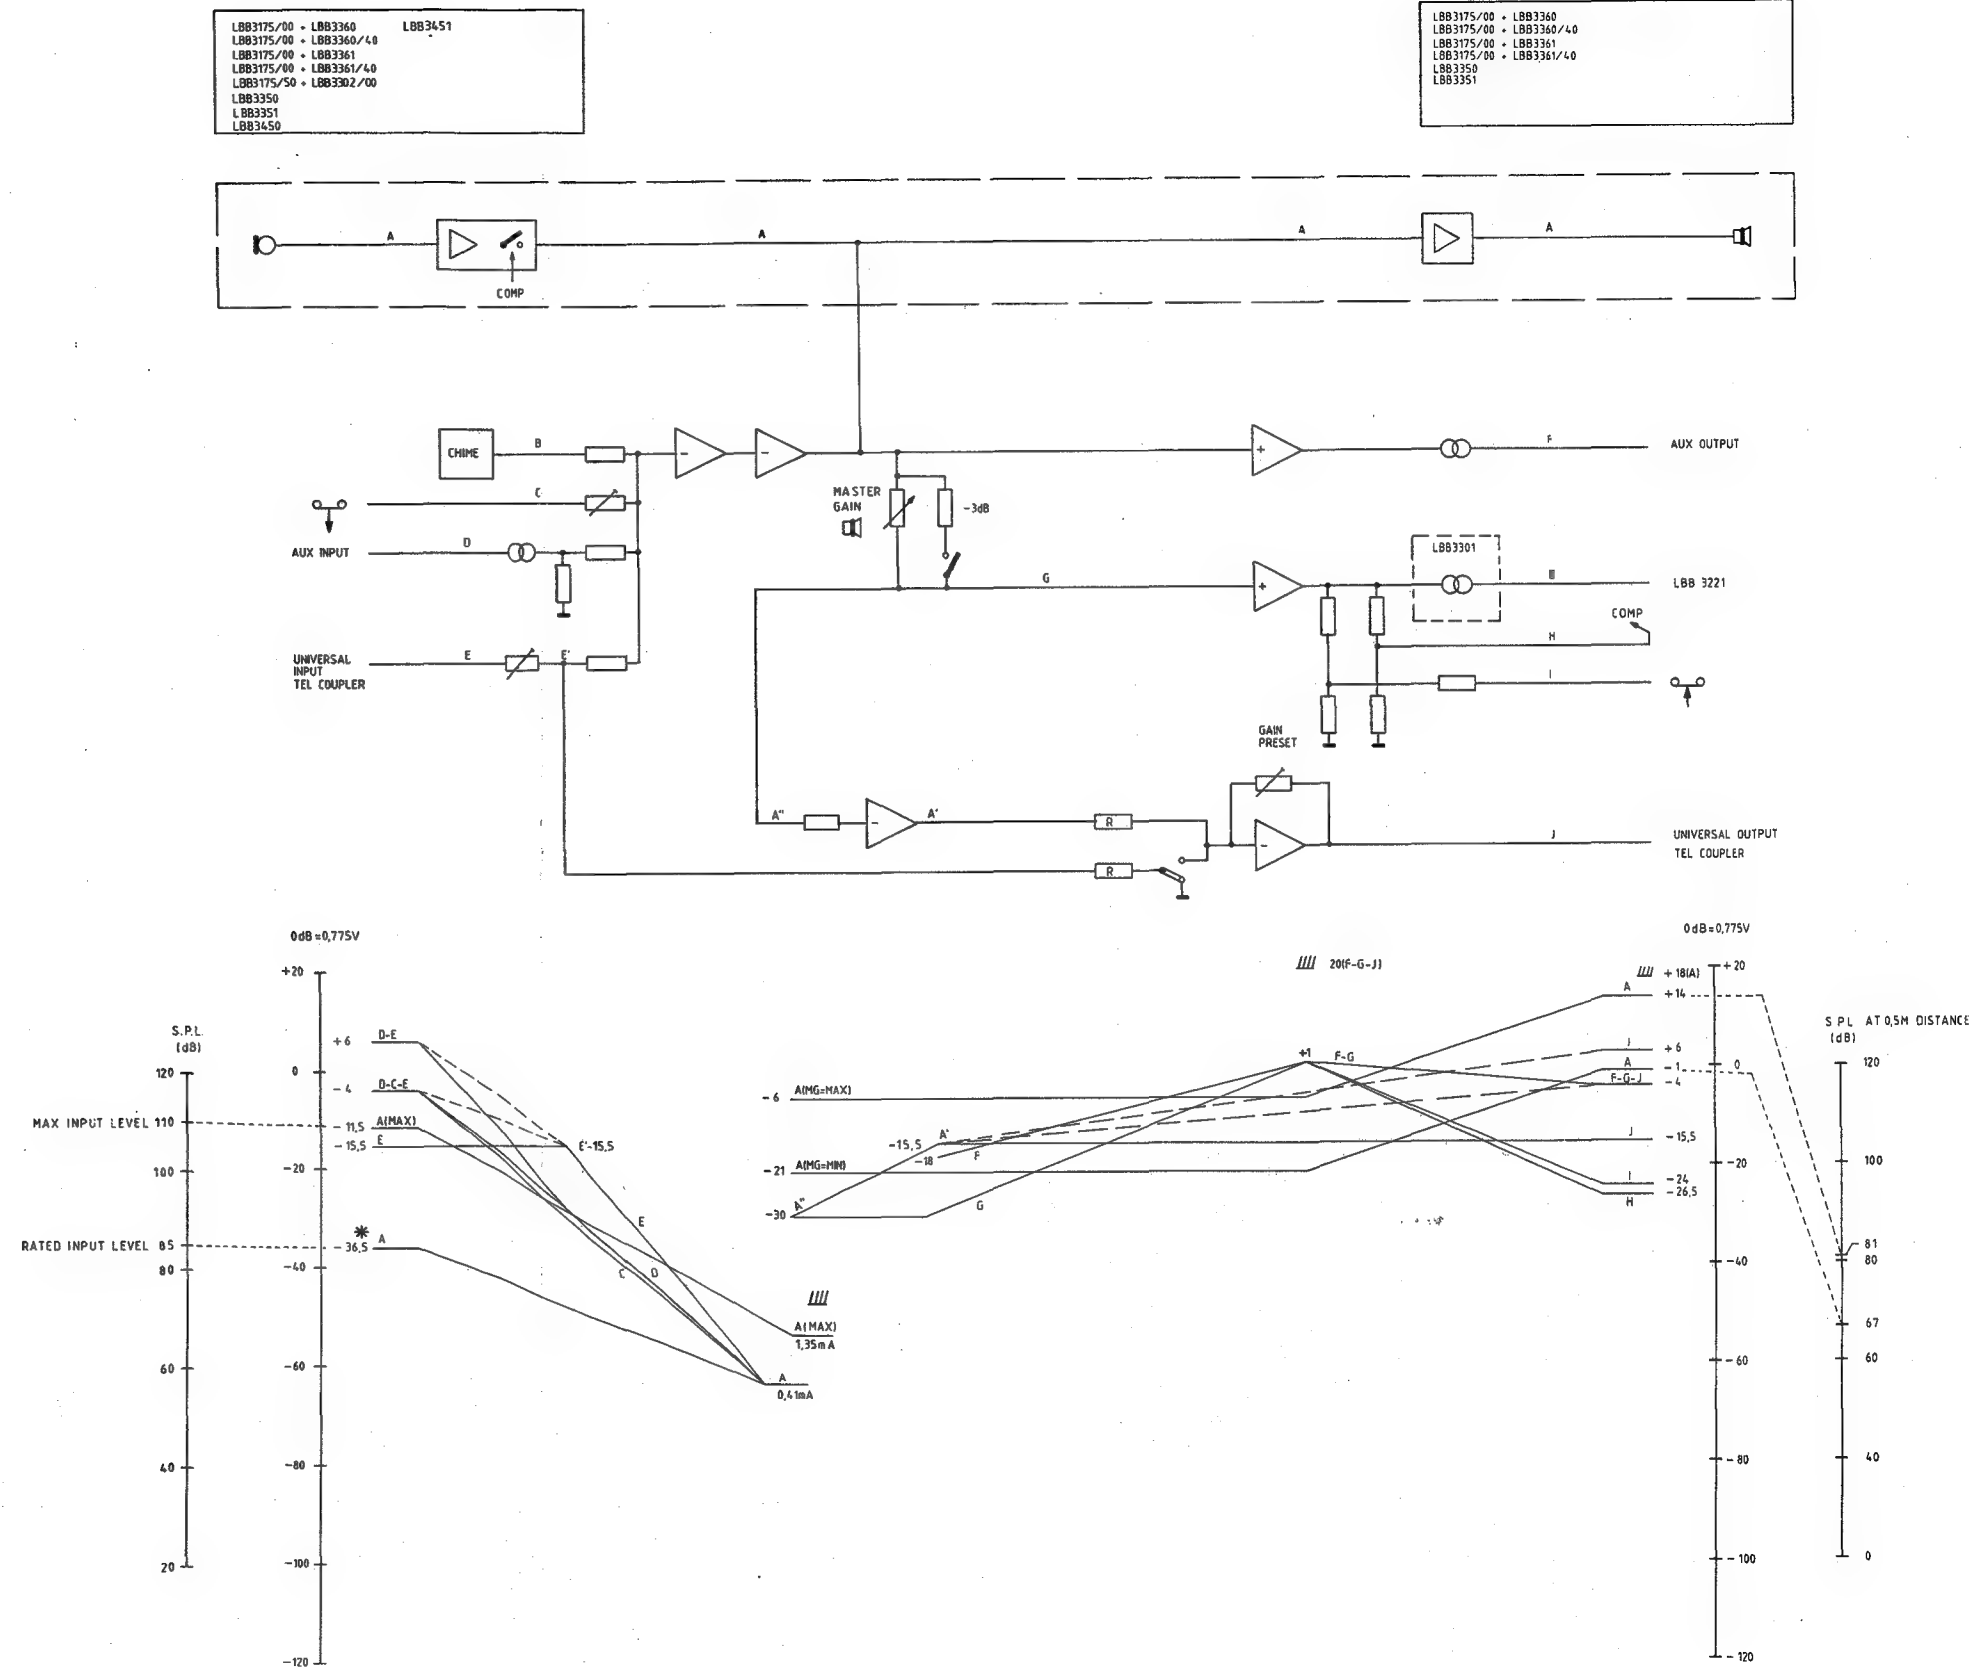 LBB3175/00 + LBB3360 LBB3451
LBB3175/00 + LBB3360/40
LBB3175/00 + LBB3361
LBB3175/00 + LBB3361/40
LBB3175/50 + LBB3302/00
LBB3350
LBB3351
LBB3450
LBB3175/00 + LBB3360
LBB3175/00 + LBB3360/40
LBB3175/00 + LBB3361
LBB3175/00 + LBB3361/40
LBB3350
LBB3351
A
A
A
A
COMP
CHIME
B
F
AUX OUTPUT
C
MASTER
GAIN
-3dB
AUX INPUT
D
G
LBB3301
LBB 3221
COMP
H
UNIVERSAL
INPUT
TEL COUPLER
E
E'
I
GAIN
PRESET
A"
A'
R
R
J
UNIVERSAL OUTPUT
TEL COUPLER
0dB=0,775V
0dB=0,775V
+20
20(F-G-J)
+18(A)
+20
S.P.L.
(dB)
+6 D-E
A
+14
S P L AT 0,5M DISTANCE
(dB)
120
0
-4 D-C-E
+1
F-G
J
+6
A
-1
F-G-J
-4
0
120
MAX INPUT LEVEL 110
-11,5 A(MAX)
-15,5 E
E'-15,5
-6 A(MG=MAX)
-15,5 A'
-18
F
J
-15,5
100
-20
-21 A(MG=MIN)
-20
100
I
-24
-26,5
H
-30 A"
G
E
RATED INPUT LEVEL 85
-36,5 A
81
80
80
-40
C
D
-40
A(MAX)
1,35mA
67
60
-60
A
0,41mA
-60
60
40
-80
-80
40
20
-100
-100
0
-120
-120